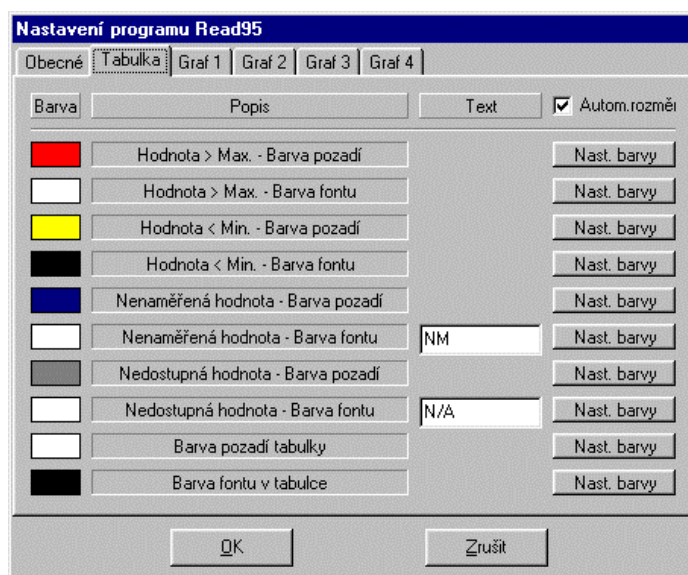 Nastavení programu Read95
Obecné Tabulka Graf 1 Graf 2 Graf 3 Graf 4
Barva Popis Text Autom.rozměr
Hodnota > Max. - Barva pozadí Nast. barvy
Hodnota > Max. - Barva fontu Nast. barvy
Hodnota < Min. - Barva pozadí Nast. barvy
Hodnota < Min. - Barva fontu Nast. barvy
Nenaměřená hodnota - Barva pozadí Nast. barvy
Nenaměřená hodnota - Barva fontu NM Nast. barvy
Nedostupná hodnota - Barva pozadí Nast. barvy
Nedostupná hodnota - Barva fontu N/A Nast. barvy
Barva pozadí tabulky Nast. barvy
Barva fontu v tabulce Nast. barvy
OK Zrušit